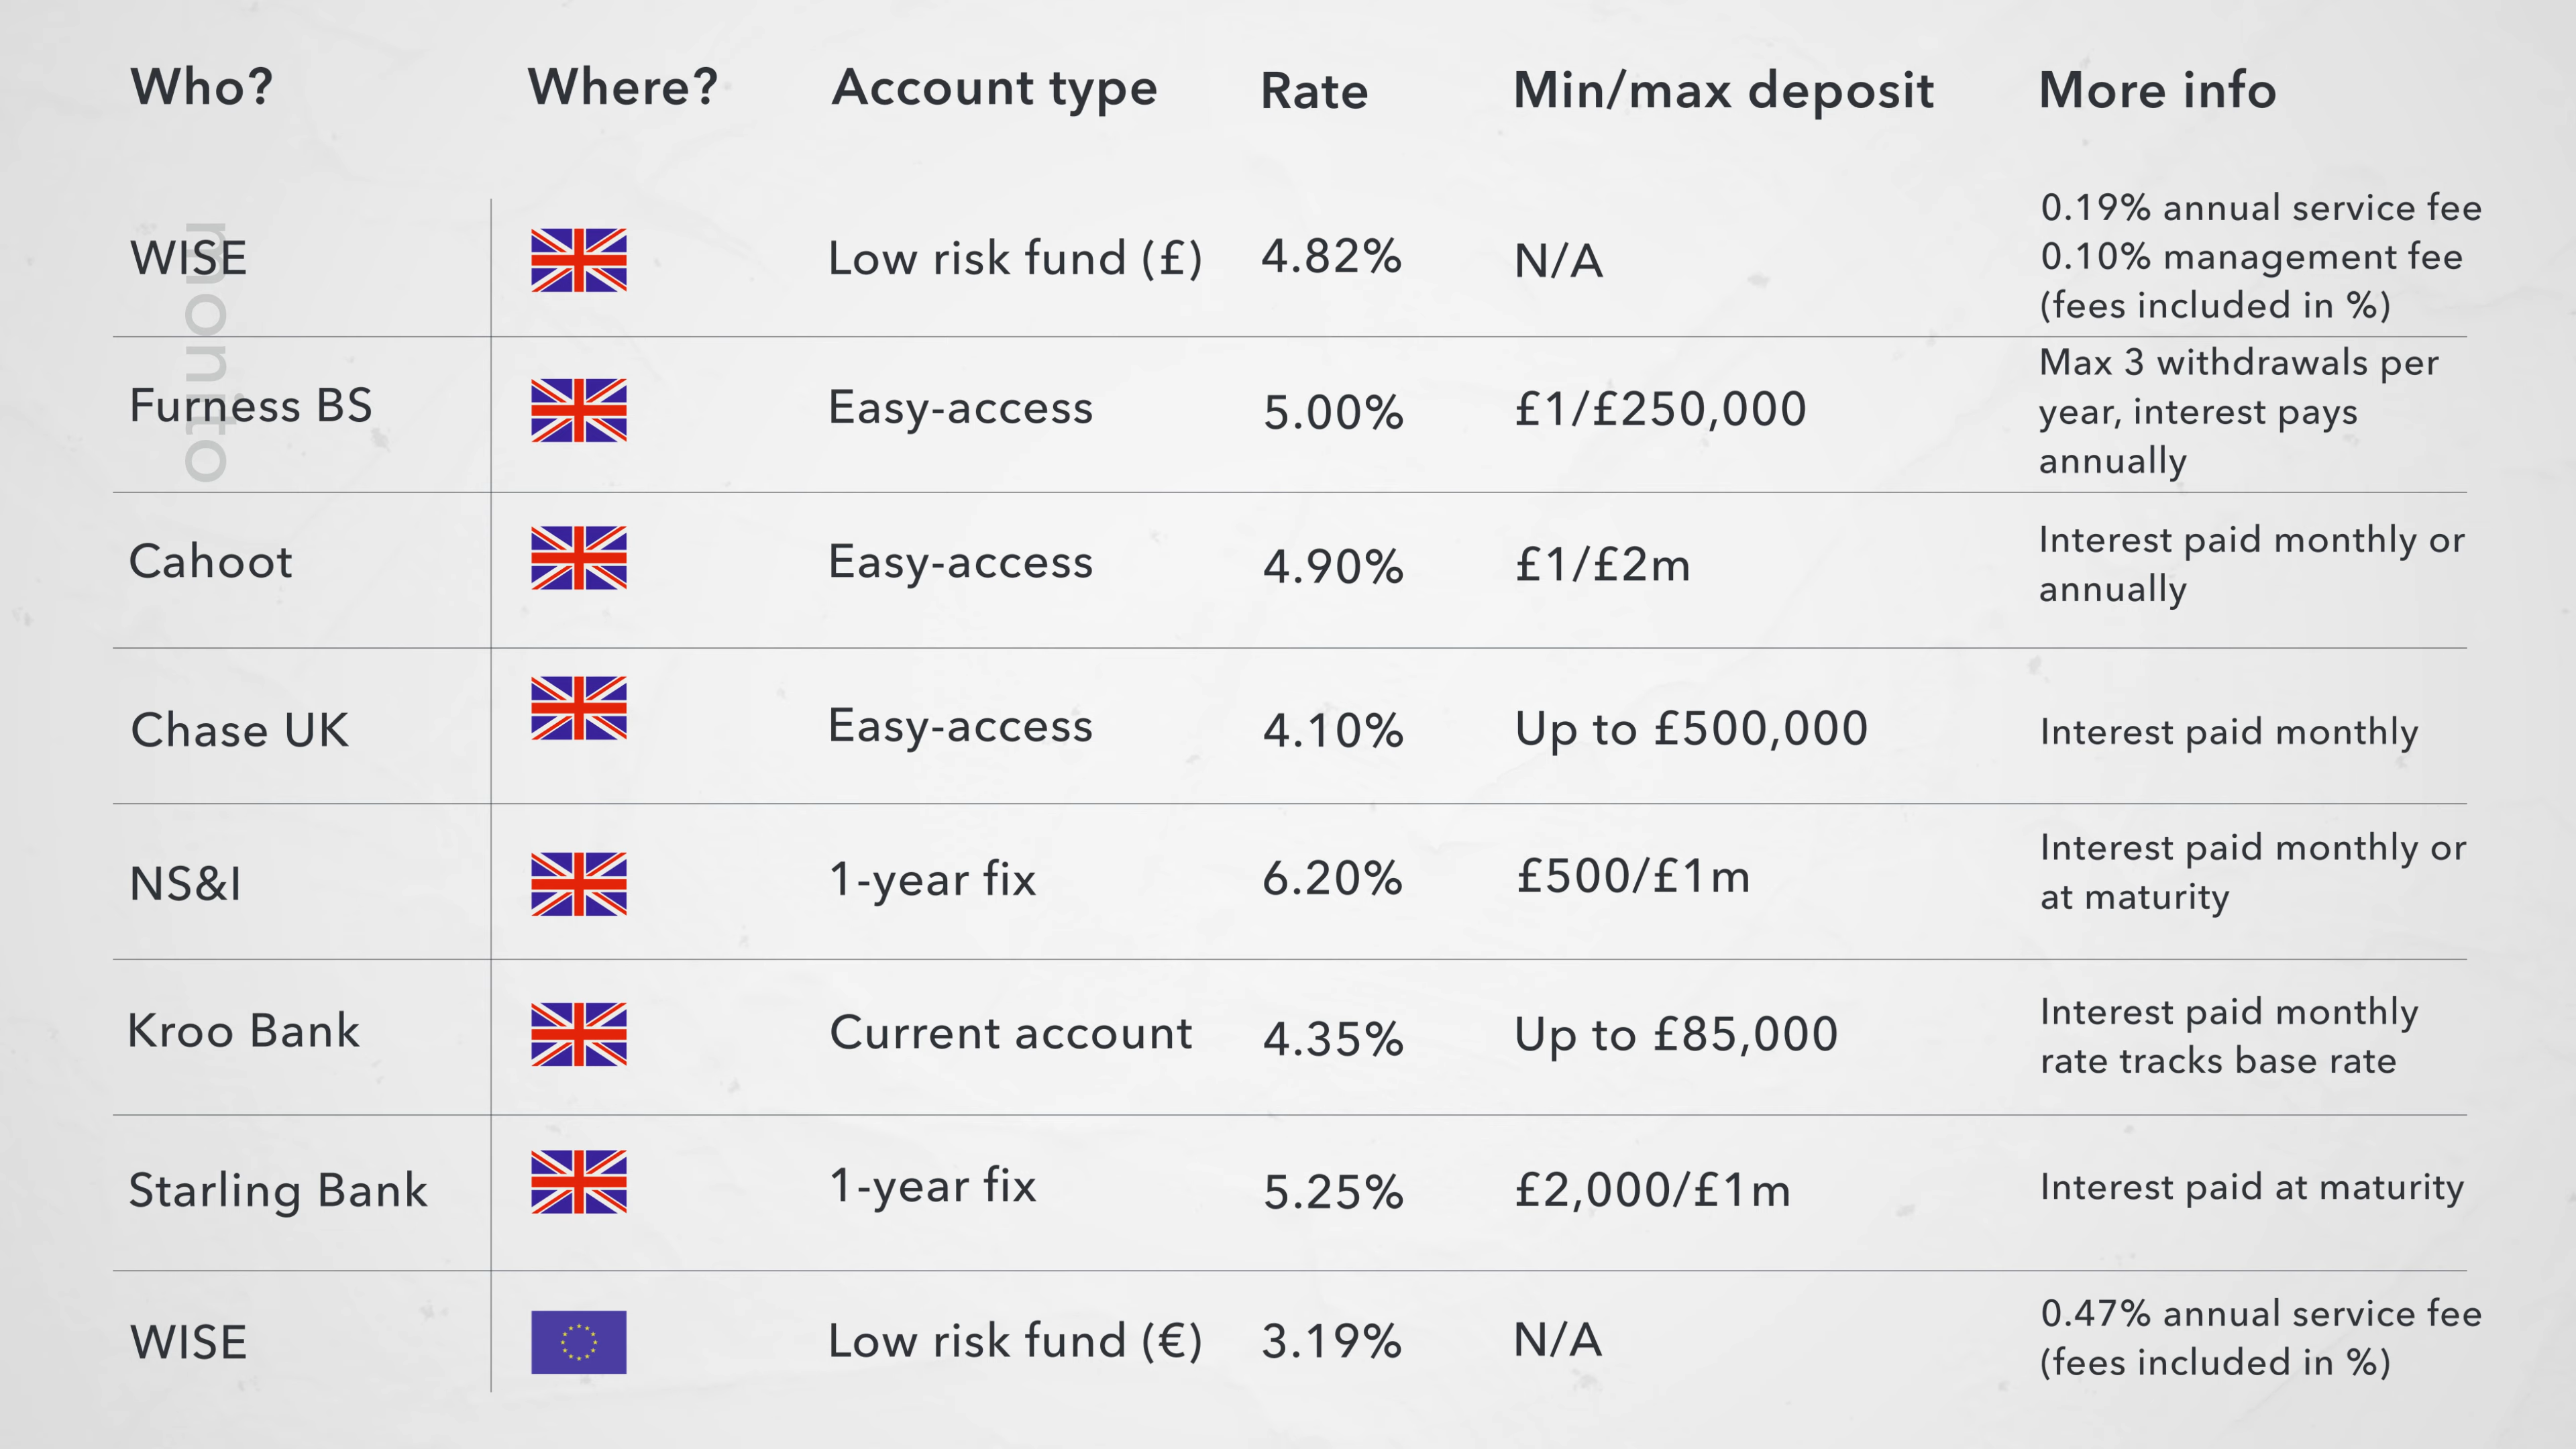 Who? Where? Account type Rate Min/max deposit More info
WISE Low risk fund (£) 4.82% N/A 0.19% annual service fee
0.10% management fee
(fees included in %)
Furness BS Easy-access 5.00% £1/£250,000 Max 3 withdrawals per
year, interest pays
annually
Cahoot Easy-access 4.90% £1/£2m Interest paid monthly or
annually
Chase UK Easy-access 4.10% Up to £500,000 Interest paid monthly
NS&I 1-year fix 6.20% £500/£1m Interest paid monthly or
at maturity
Kroo Bank Current account 4.35% Up to £85,000 Interest paid monthly
rate tracks base rate
Starling Bank 1-year fix 5.25% £2,000/£1m Interest paid at maturity
WISE Low risk fund (€) 3.19% N/A 0.47% annual service fee
(fees included in %)
monito